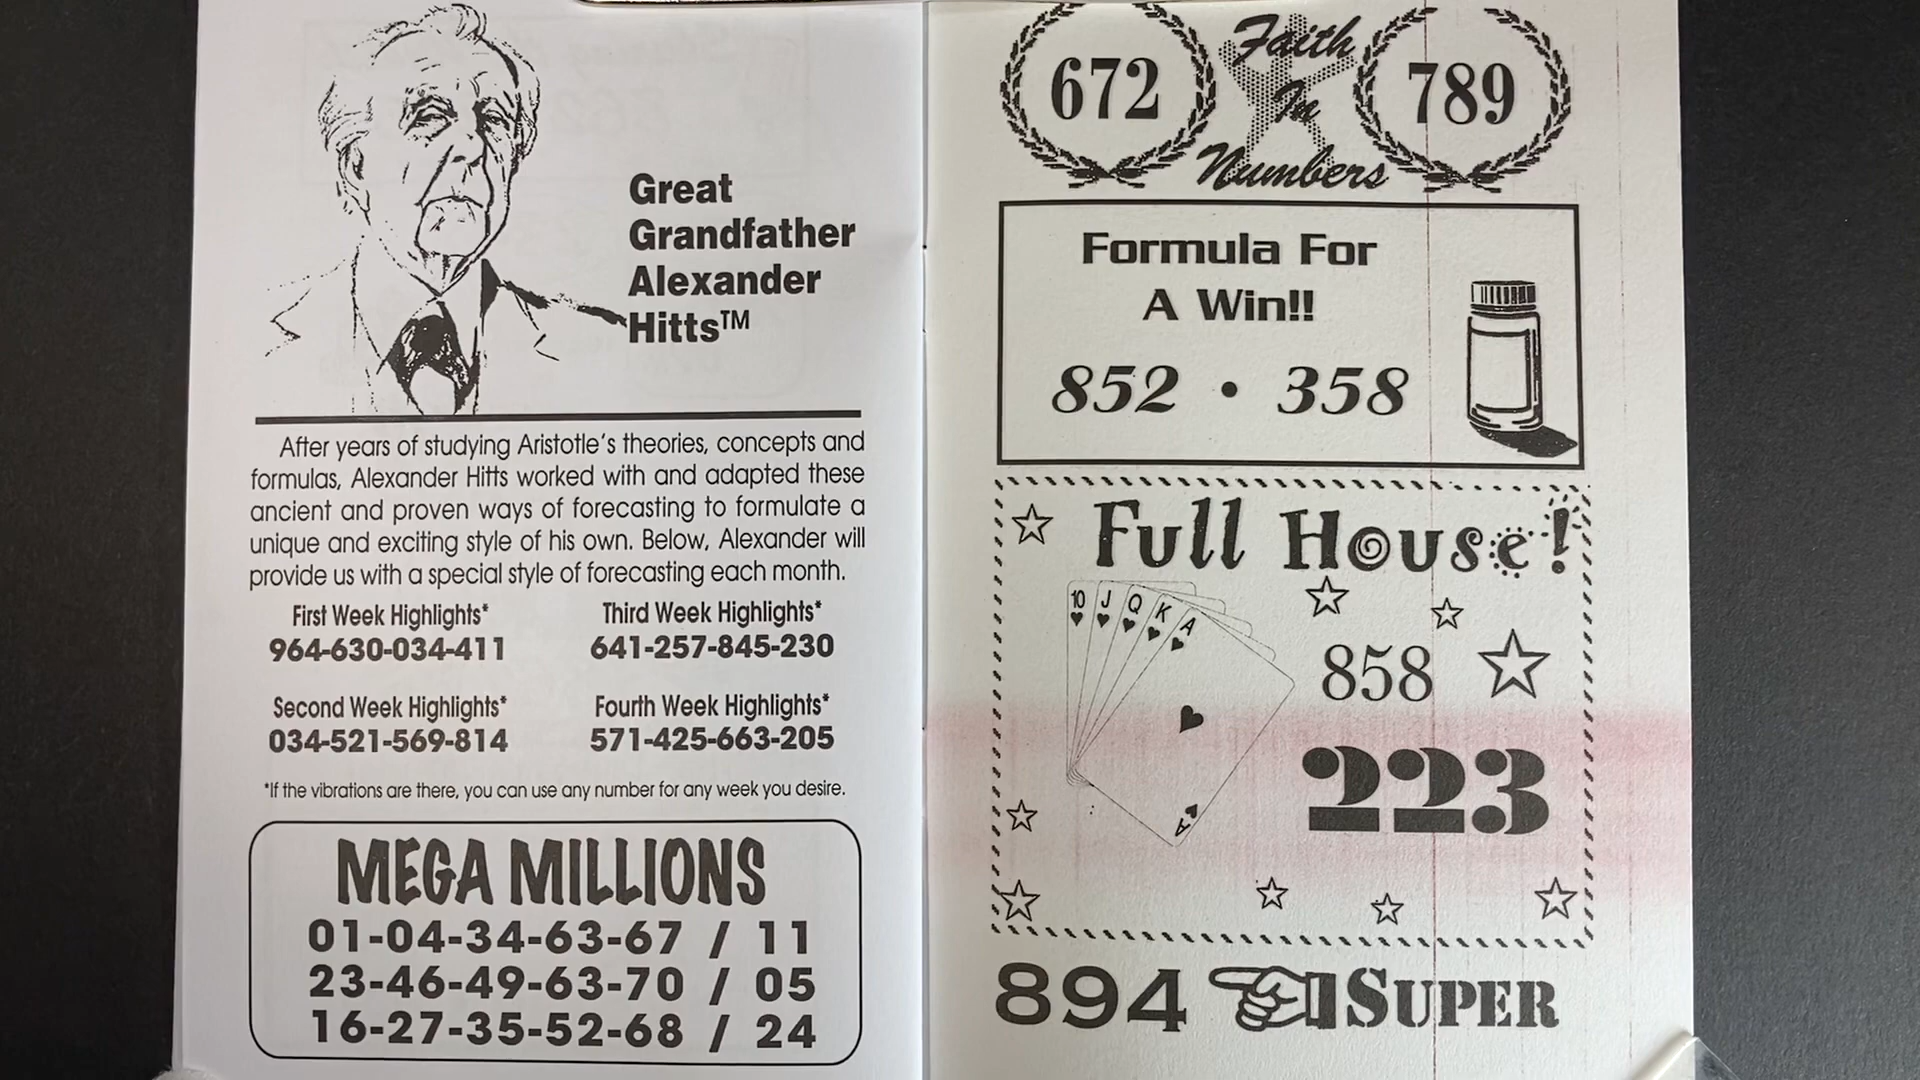 Great
Grandfather
Alexander
Hitts™
After years of studying Aristotle's theories, concepts and
formulas, Alexander Hitts worked with and adapted these
ancient and proven ways of forecasting to formulate a
unique and exciting style of his own. Below, Alexander will
provide us with a special style of forecasting each month.
First Week Highlights*
964-630-034-411
Third Week Highlights*
641-257-845-230
Second Week Highlights*
034-521-569-814
Fourth Week Highlights*
571-425-663-205
*If the vibrations are there, you can use any number for any week you desire.
MEGA MILLIONS
01-04-34-63-67 / 11
23-46-49-63-70 / 05
16-27-35-52-68 / 24
672
Faith
In
Numbers
789
Formula For
A Win!!
852 • 358
Full House!
10 J Q K A
858
223
A
894 SUPER